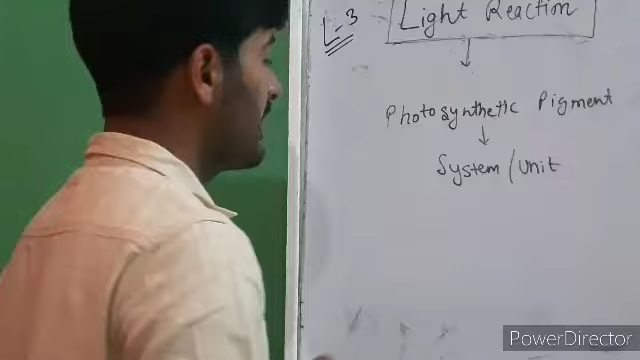 L-3
Light Reaction
Photosynthetic Pigment
System/Unit
PowerDirector